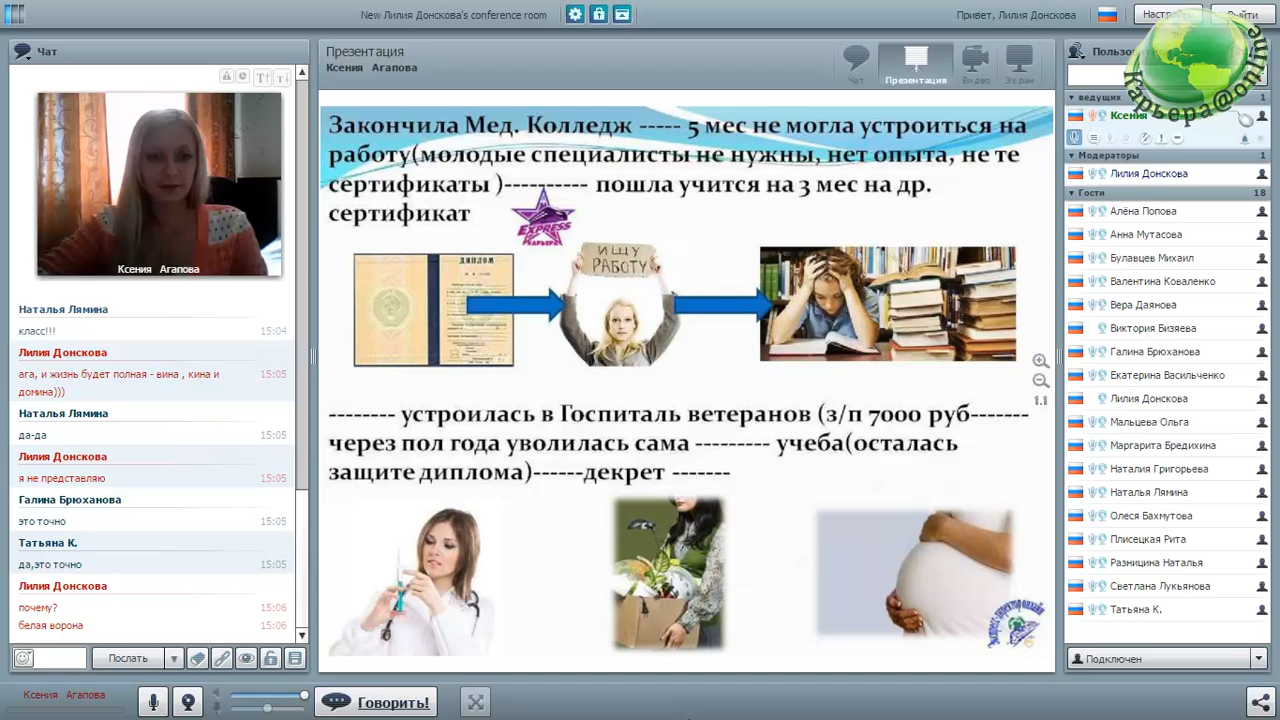 New Лилия Донскова's conference room
Привет, Лилия Донскова
Настройки
Выйти
Чат
Ксения Агапова
Наталья Лямина
класс!!!
15:04
Лилия Донскова
ага, и жизнь будет полная - вина , кина и
15:05
домина)))
Наталья Лямина
да-да
15:05
Лилия Донскова
я не представляю
15:05
Галина Брюханова
это точно
15:05
Татьяна К.
да,это точно
15:05
Лилия Донскова
почему?
15:06
белая ворона
15:06
Послать
Презентация
Ксения Агапова
Чат
Презентация
Видео
Экран
Закончила Мед. Колледж ----- 5 мес не могла устроиться на
работу(молодые специалисты не нужны, нет опыта, не те
сертификаты )---------- пошла учится на 3 мес на др.
сертификат
EXPRESS
КАРЬЕРА
ДИПЛОМ
ИЩУ
РАБОТУ
-------- устроилась в Госпиталь ветеранов (з/п 7000 руб-------
через пол года уволилась сама --------- учеба(осталась
защите диплома)------декрет -------
1.1
Карьера@online
ведущих
1
Ксения
Модераторы
1
Лилия Донскова
Гости
18
Алёна Попова
Анна Мутасова
Булавцев Михаил
Валентина Коваленко
Вера Даянова
Виктория Бизяева
Галина Брюханова
Екатерина Васильченко
Лилия Донскова
Мальцева Ольга
Маргарита Бредихина
Наталия Григорьева
Наталья Лямина
Олеся Бахмутова
Плисецкая Рита
Разницина Наталья
Светлана Лукьянова
Татьяна К.
Подключен
Ксения Агапова
Говорить!